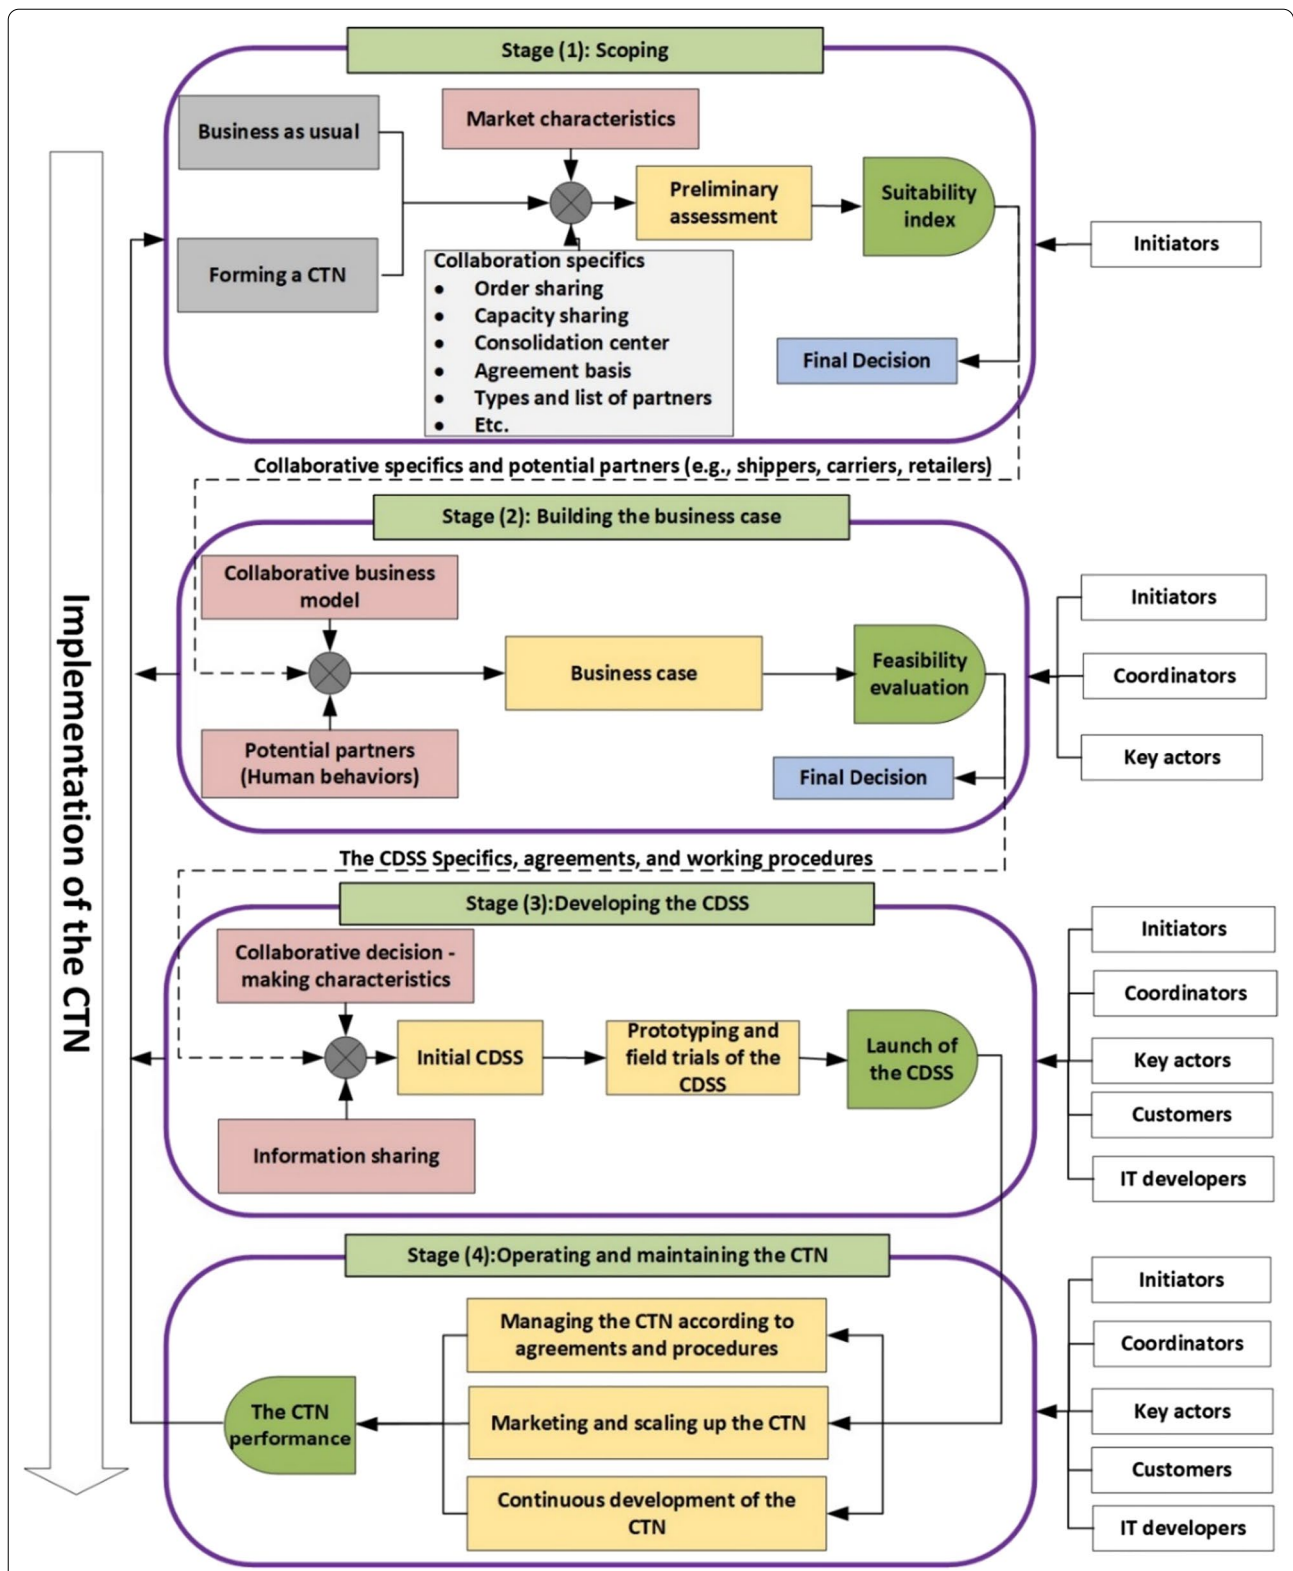 Stage (1): Scoping
Business as usual
Market characteristics
Preliminary
assessment
Suitability
index
Initiators
Forming a CTN
Collaboration specifics
● Order sharing
● Capacity sharing
● Consolidation center
● Agreement basis
● Types and list of partners
● Etc.
Final Decision
Collaborative specifics and potential partners (e.g., shippers, carriers, retailers)
Stage (2): Building the business case
Collaborative business
model
Business case
Feasibility
evaluation
Potential partners
(Human behaviors)
Final Decision
Initiators
Coordinators
Key actors
Implementation of the CTN
The CDSS Specifics, agreements, and working procedures
Stage (3):Developing the CDSS
Collaborative decision -
making characteristics
Initial CDSS
Prototyping and
field trials of the
CDSS
Launch of
the CDSS
Information sharing
Initiators
Coordinators
Key actors
Customers
IT developers
Stage (4):Operating and maintaining the CTN
Managing the CTN according to
agreements and procedures
Marketing and scaling up the CTN
Continuous development of the
CTN
The CTN
performance
Initiators
Coordinators
Key actors
Customers
IT developers